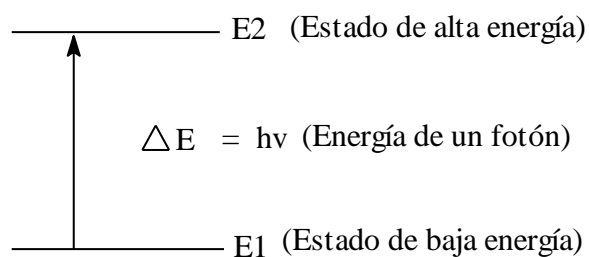 E2 (Estado de alta energía)
△E = hv (Energía de un fotón)
E1 (Estado de baja energía)